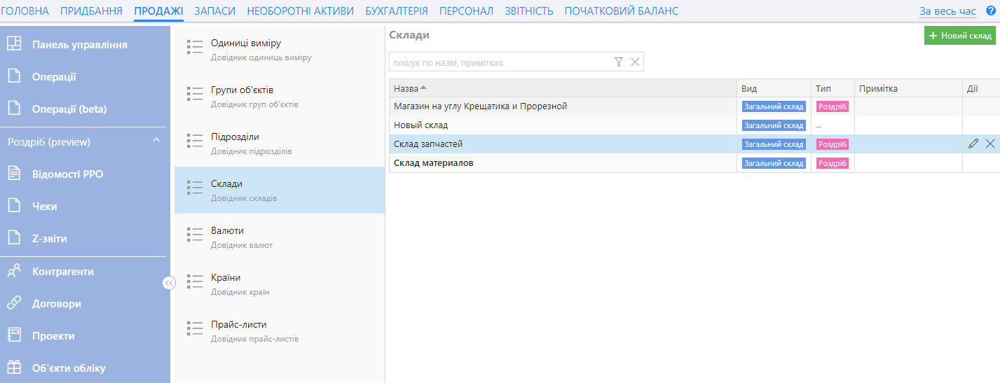 ГОЛОВНА ПРИДБАННЯ ПРОДАЖІ ЗАПАСИ НЕОБОРОТНІ АКТИВИ БУХГАЛТЕРІЯ ПЕРСОНАЛ ЗВІТНІСТЬ ПОЧАТКОВИЙ БАЛАНС За весь час ?
Панель управління
Операції
Операції (beta)
Роздріб (preview)
Відомості РРО
Чеки
Z-звіти
Контрагенти
Договори
Проекти
Об'єкти обліку
Одиниці виміру
Довідник одиниць виміру
Групи об'єктів
Довідник груп об'єктів
Підрозділи
Довідник підрозділів
Склади
Довідник складів
Валюти
Довідник валют
Країни
Довідник країн
Прайс-листи
Довідник прайс-листів
Склади
+ Новий склад
пошук по назві, примітках
Назва Вид Тип Примітка Дії
Магазин на углу Крещатика и Прорезной Загальний склад Роздріб
Новый склад Загальний склад _
Склад запчастей Загальний склад Роздріб
Склад материалов Загальний склад Роздріб